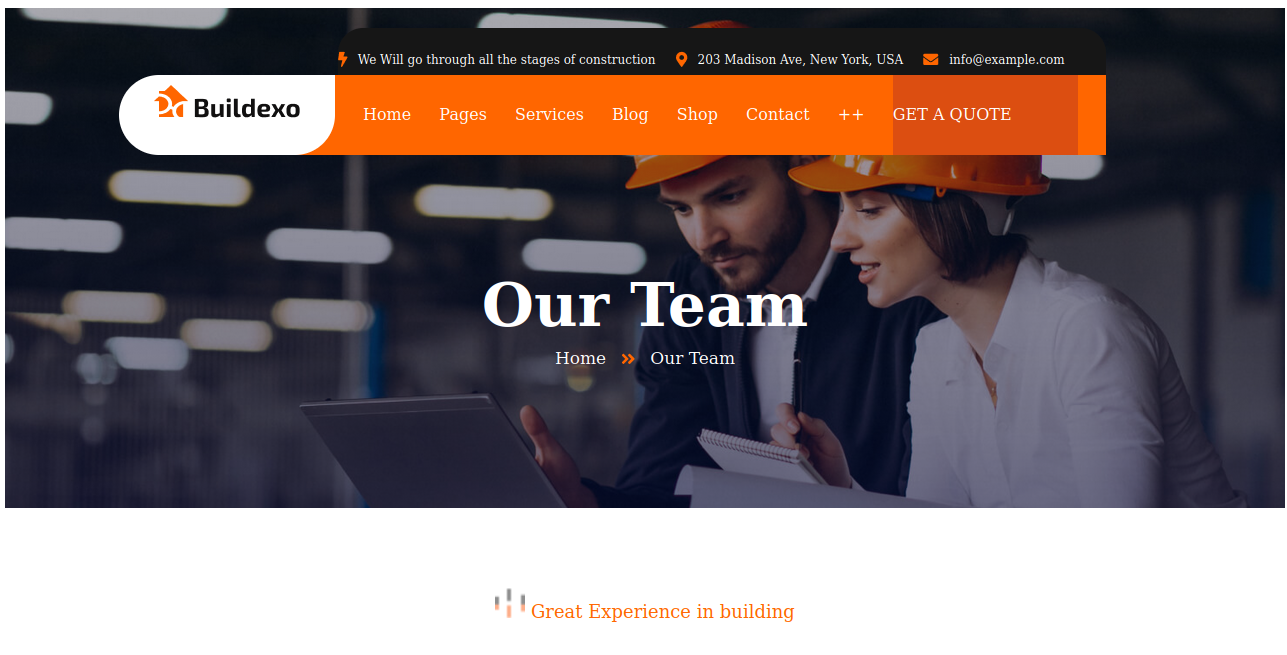 We Will go through all the stages of construction 203 Madison Ave, New York, USA info@example.com
Buildexo
Home Pages Services Blog Shop Contact ++ GET A QUOTE
Our Team
Home » Our Team
Great Experience in building